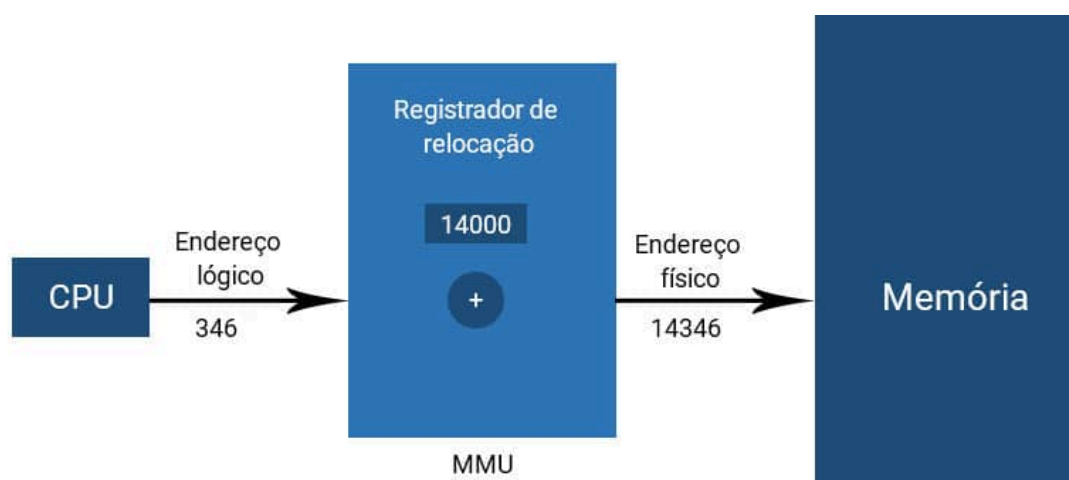 CPU
Endereço
lógico
346
Registrador de
relocação
14000
+
MMU
Endereço
físico
14346
Memória